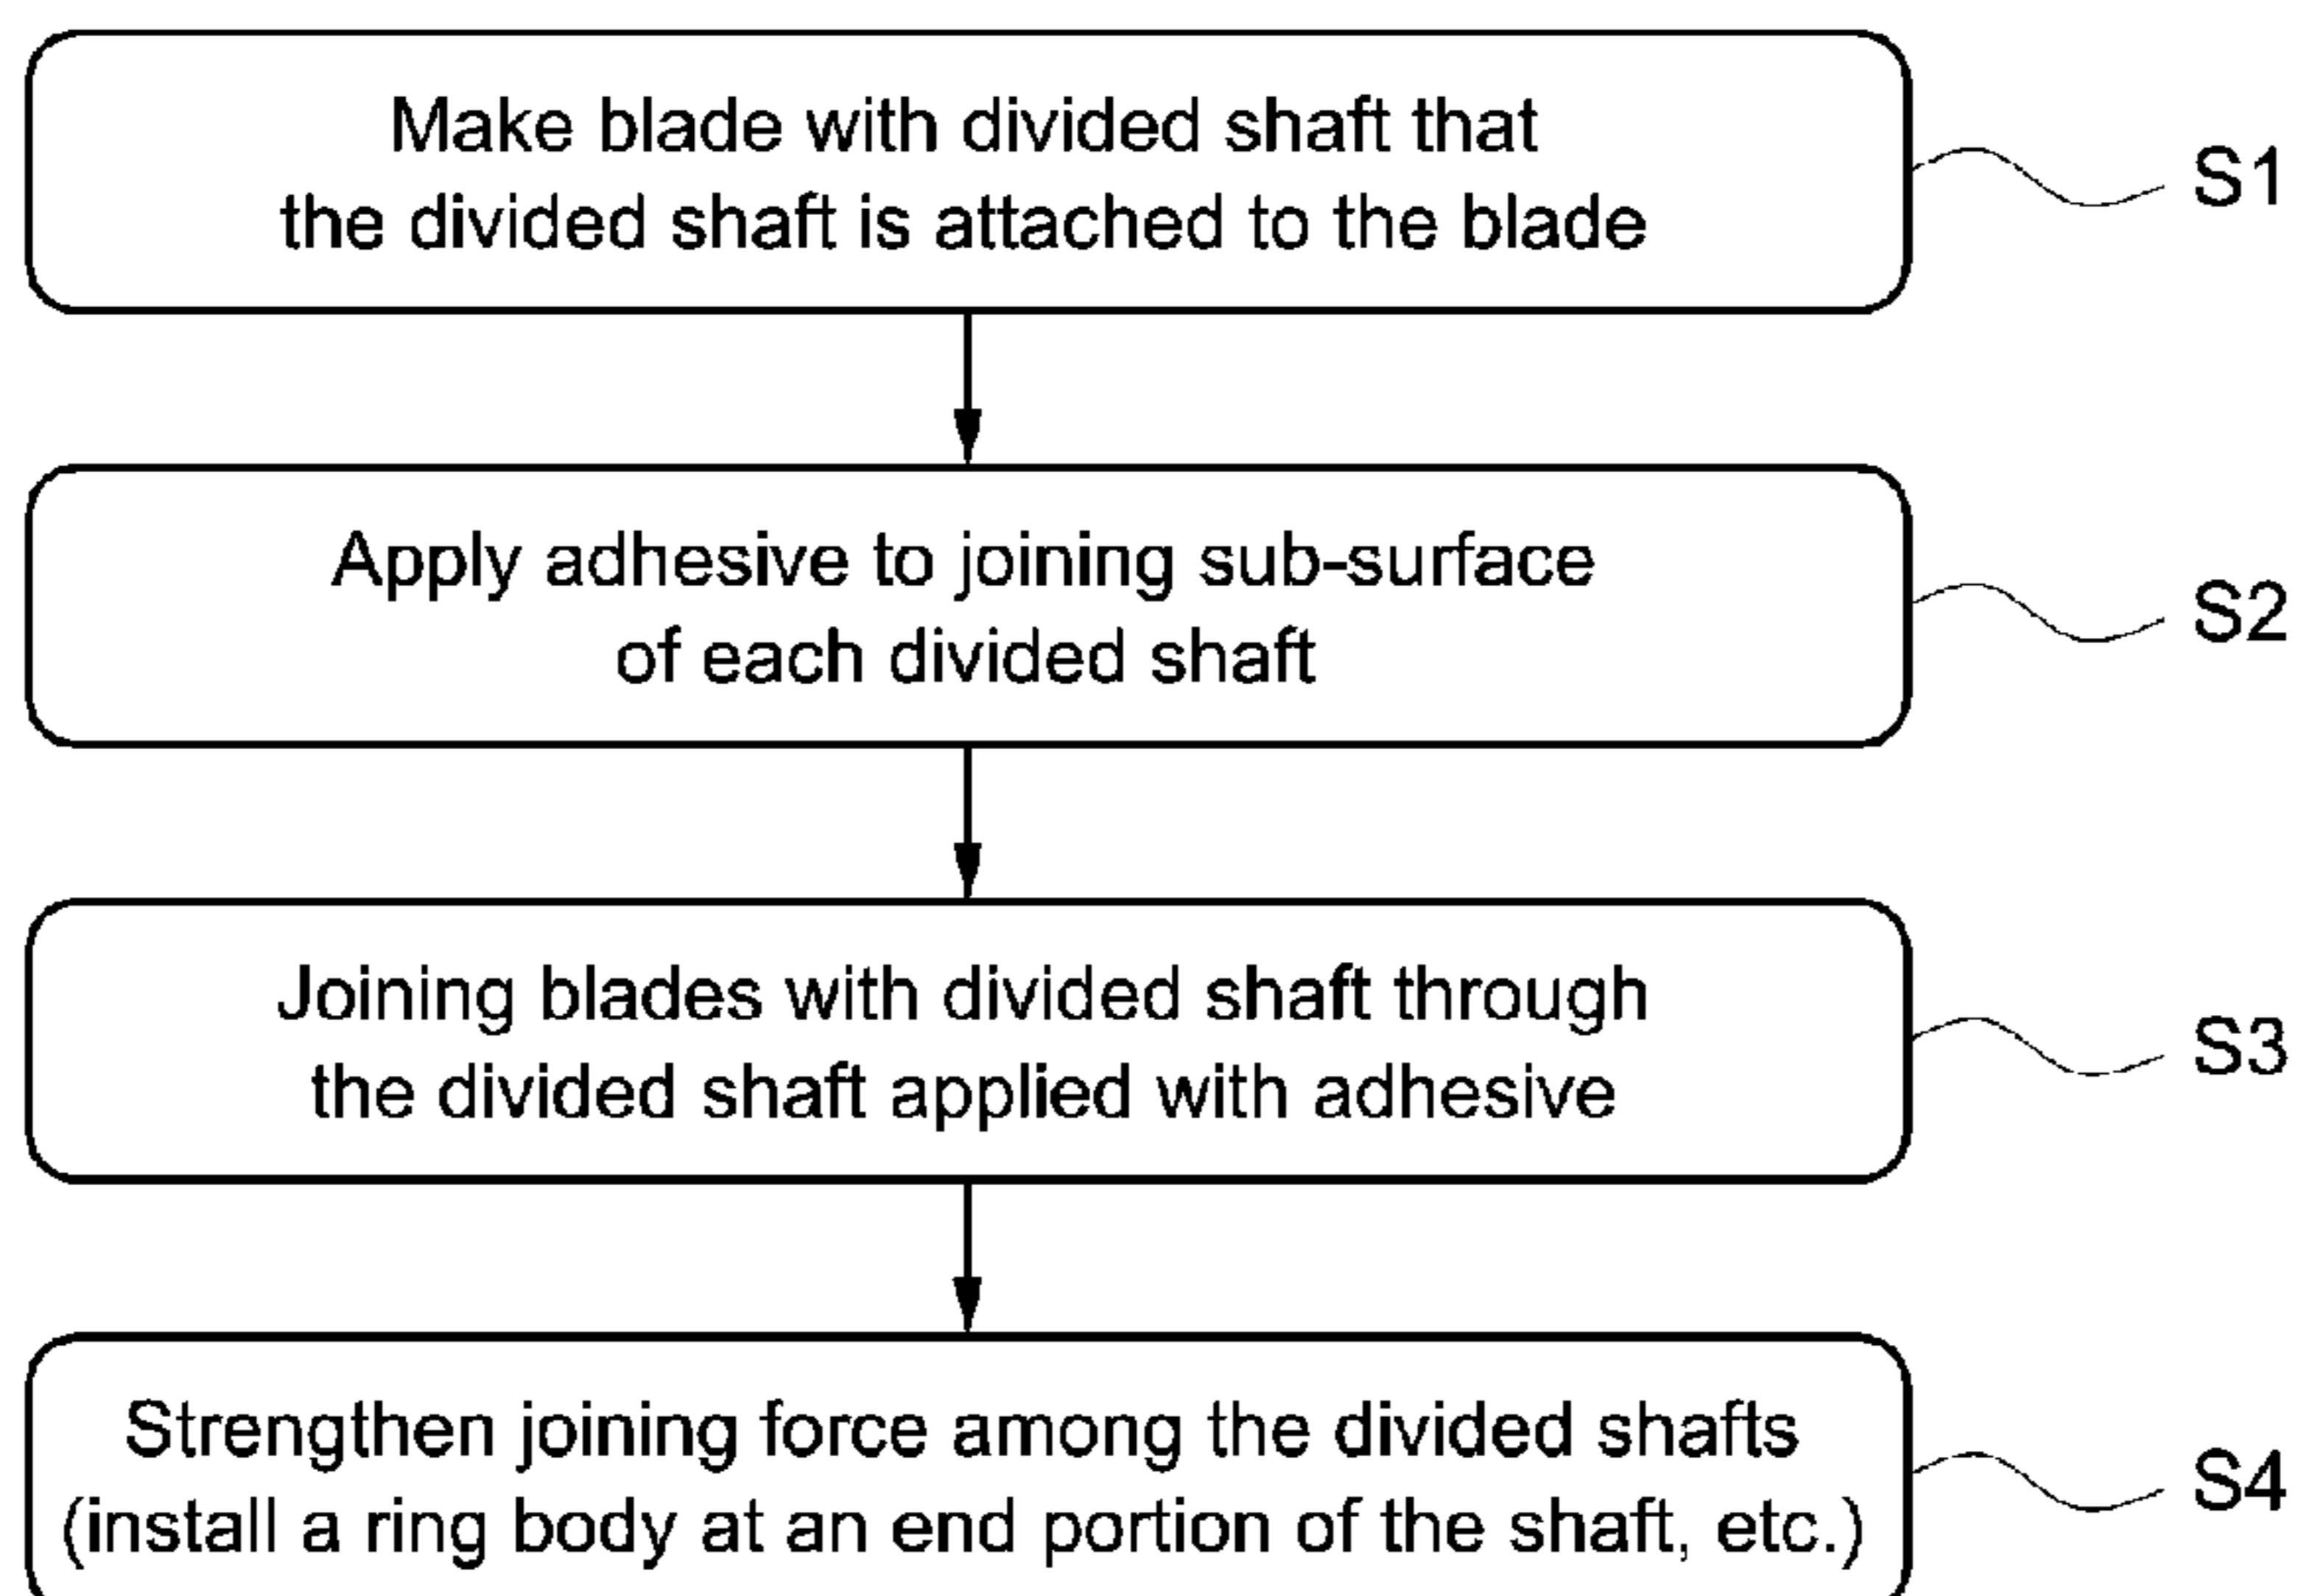 Make blade with divided shaft that
the divided shaft is attached to the blade
S1
Apply adhesive to joining sub-surface
of each divided shaft
S2
Joining blades with divided shaft through
the divided shaft applied with adhesive
S3
Strengthen joining force among the divided shafts
(install a ring body at an end portion of the shaft, etc.)
S4